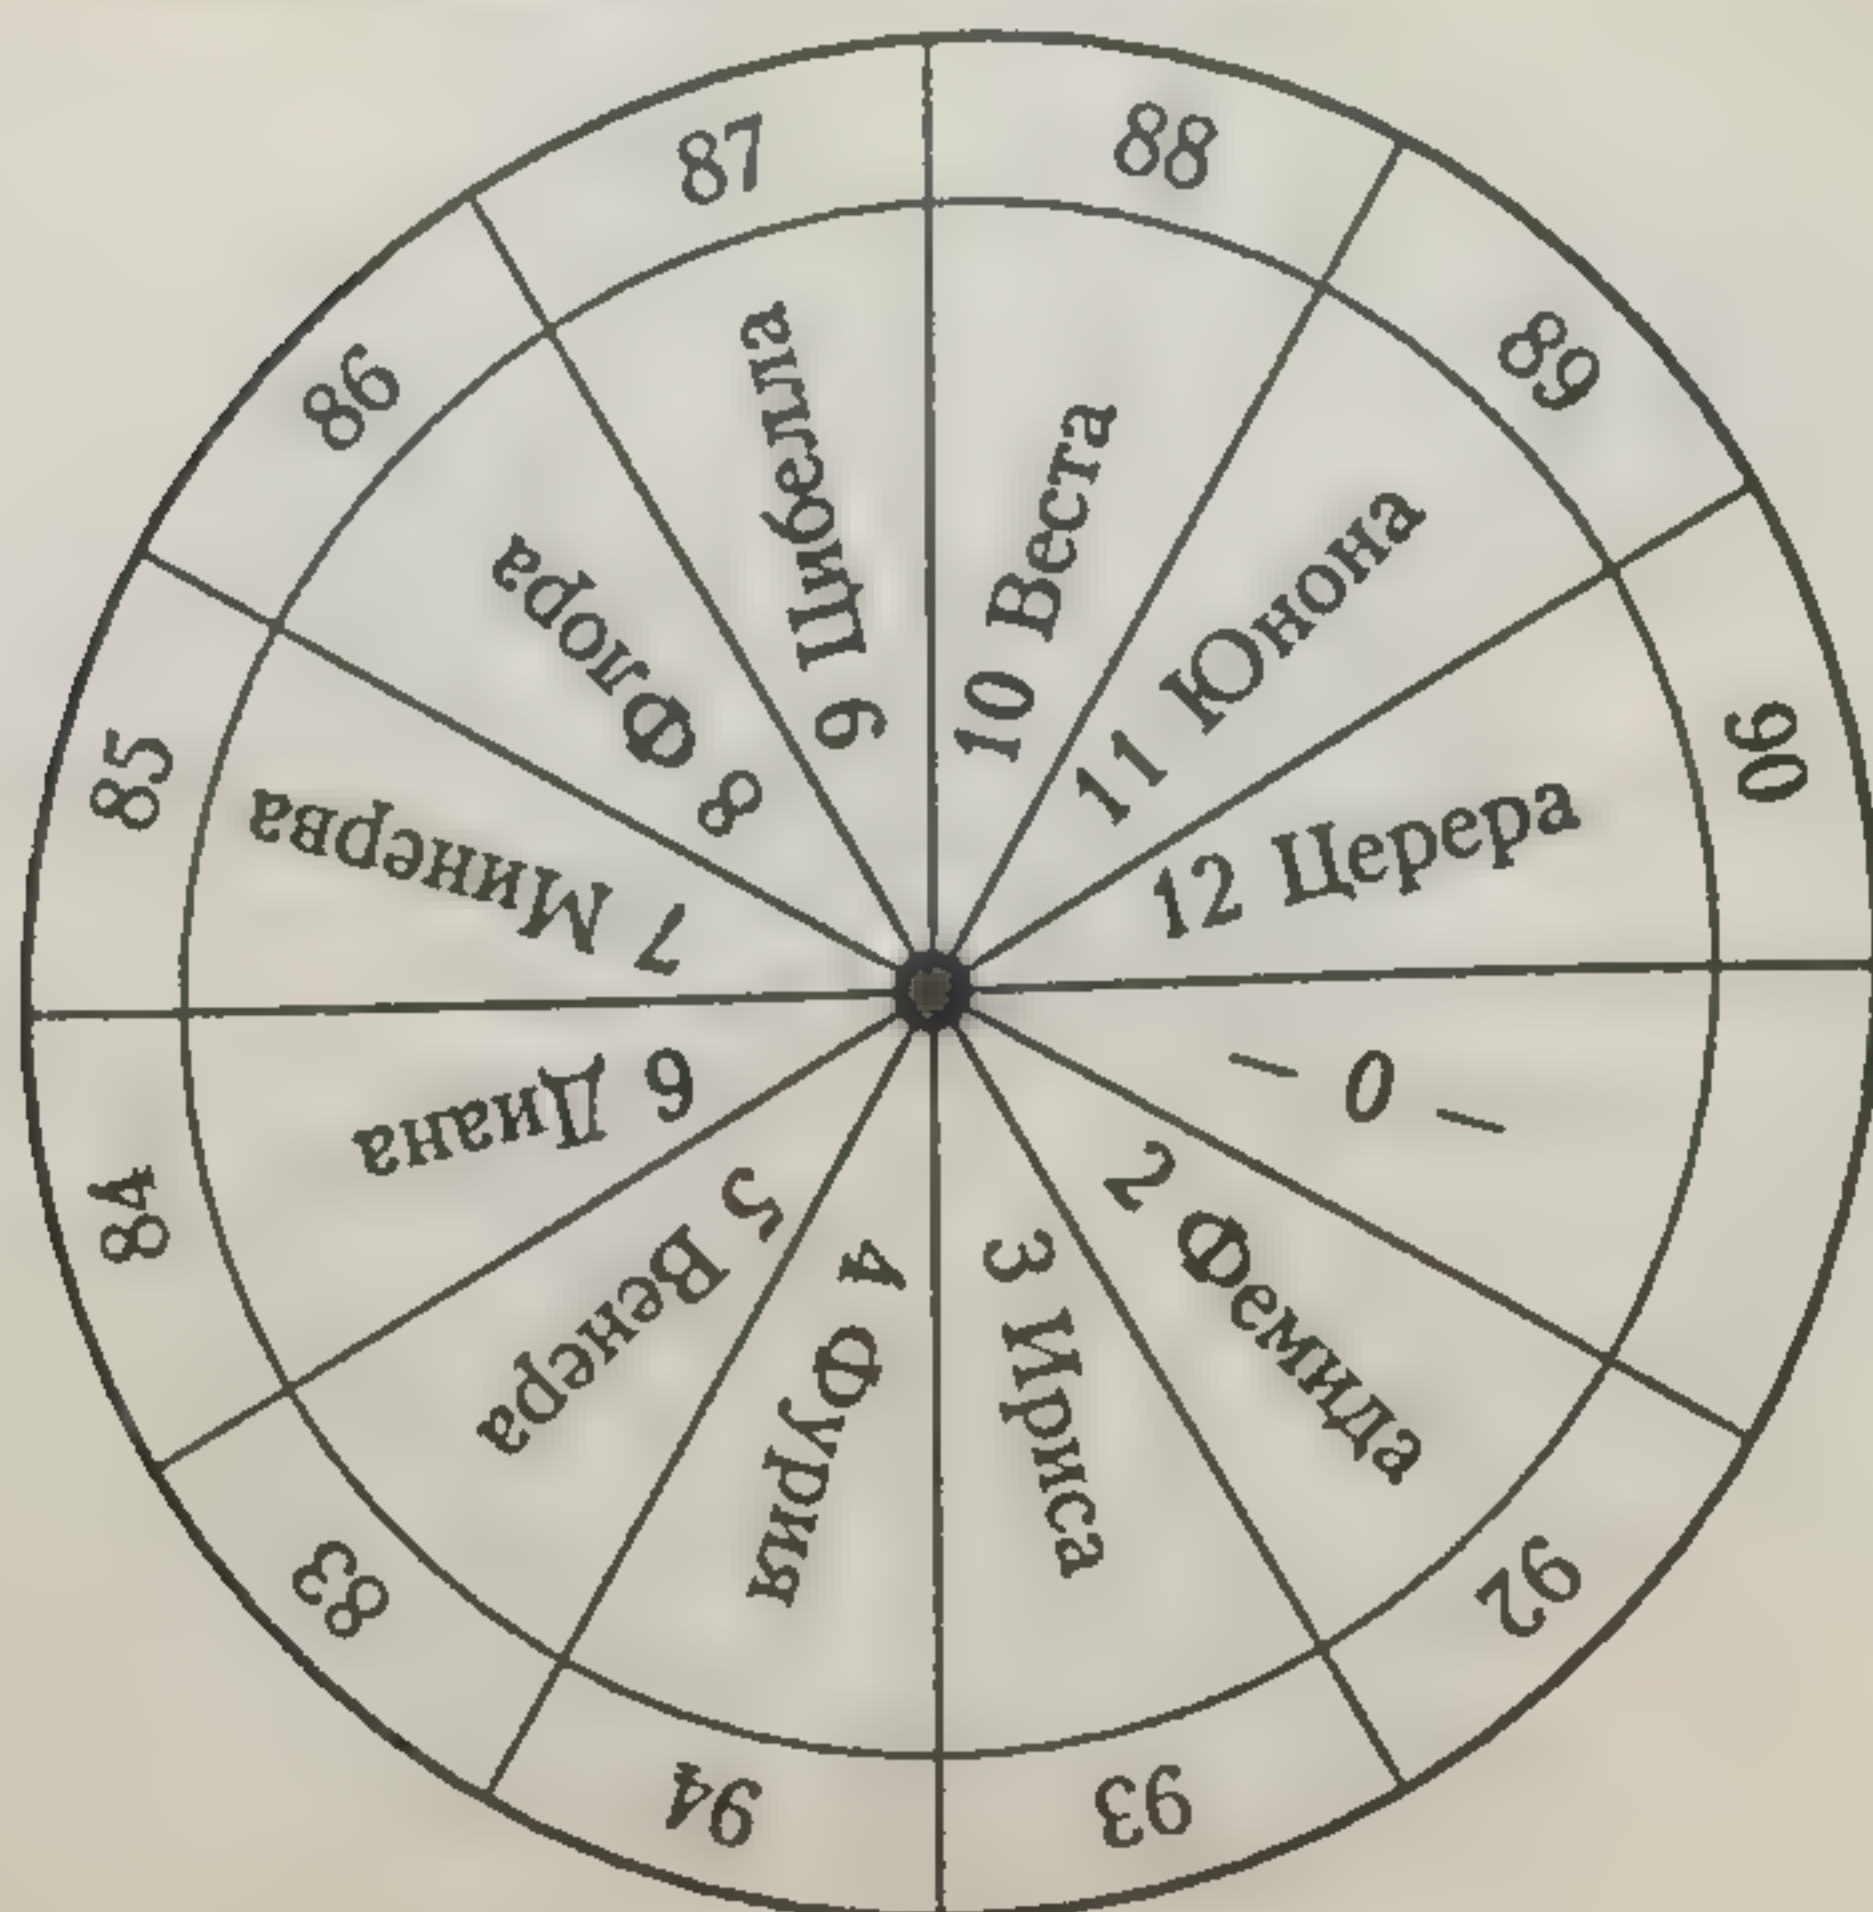 87
88
89
90
92
93
94
83
84
85
86
9 Цибелла
10 Веста
11 Юнона
12 Церера
— 0 —
2 Фемида
3 Ириса
4 Фурия
5 Венера
6 Диана
7 Минерва
8 Флора